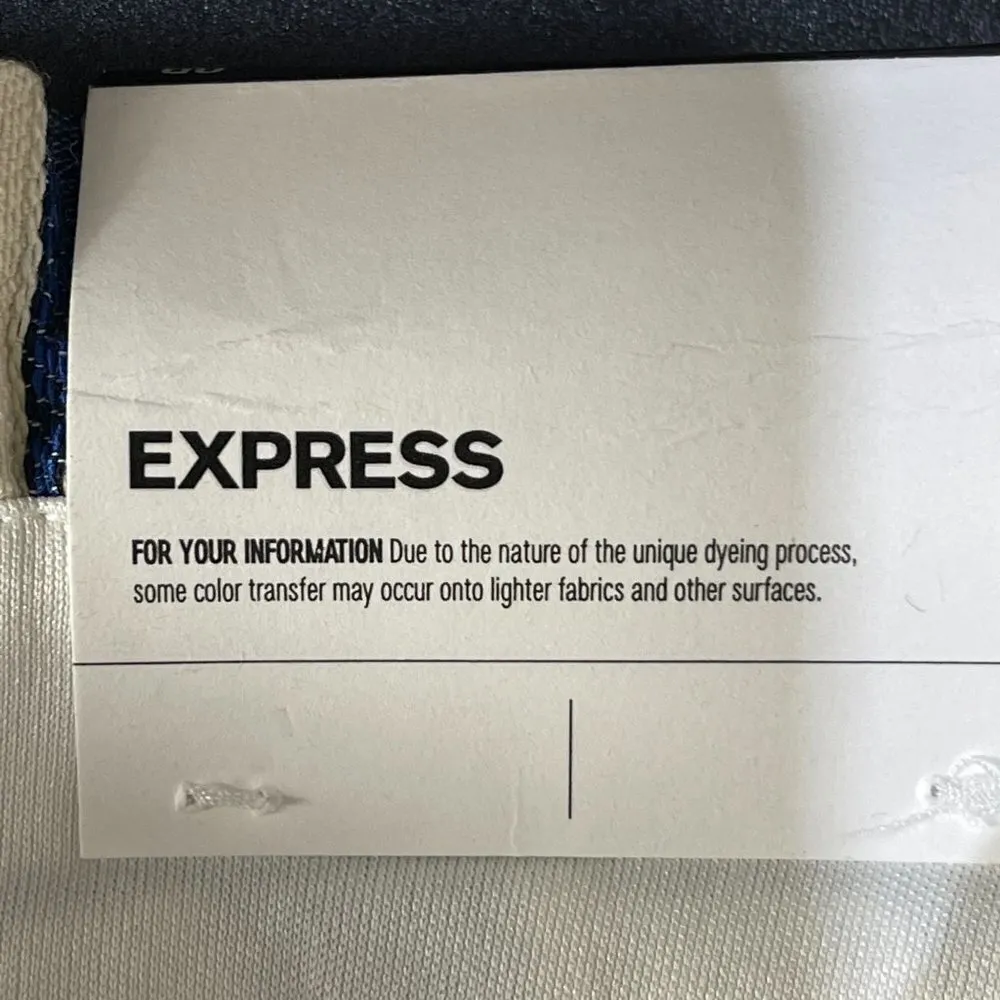 EXPRESS
FOR YOUR INFORMATION Due to the nature of the unique dyeing process,
some color transfer may occur onto lighter fabrics and other surfaces.